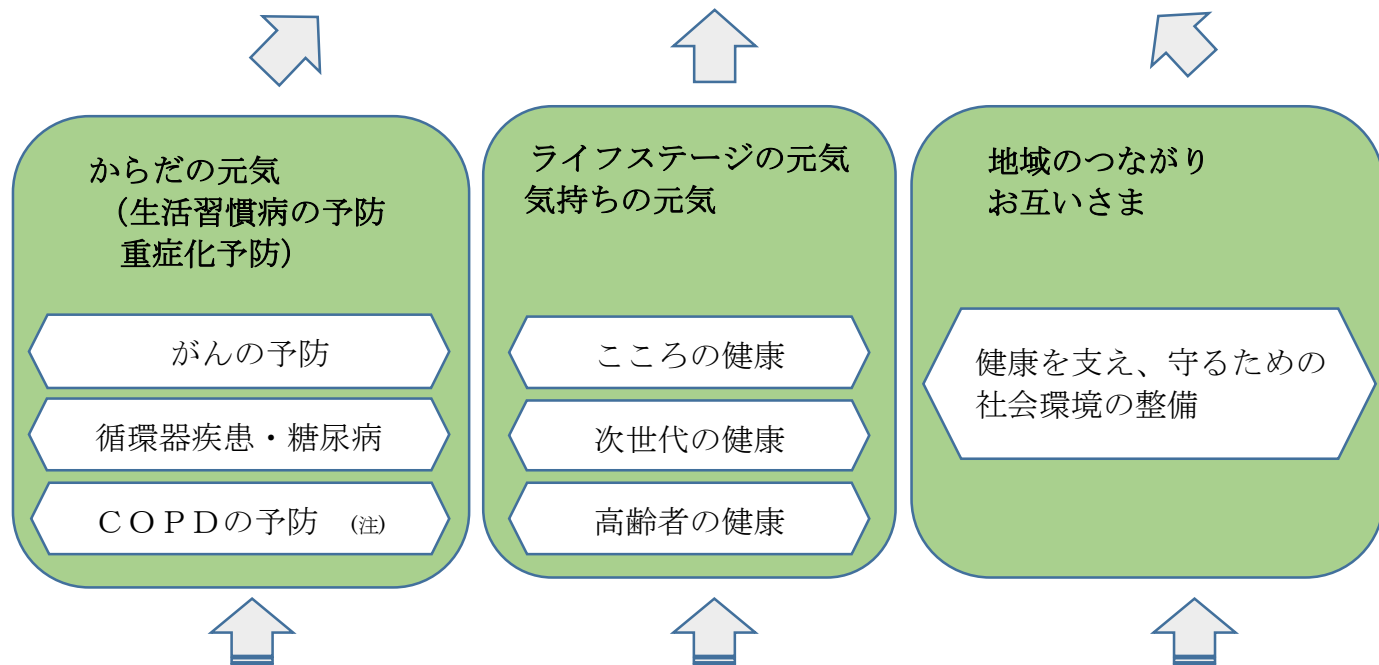 からだの元気
（生活習慣病の予防
重症化予防）
がんの予防
循環器疾患・糖尿病
ＣＯＰＤの予防　(注)
ライフステージの元気
気持ちの元気
こころの健康
次世代の健康
高齢者の健康
地域のつながり
お互いさま
健康を支え、守るための
社会環境の整備